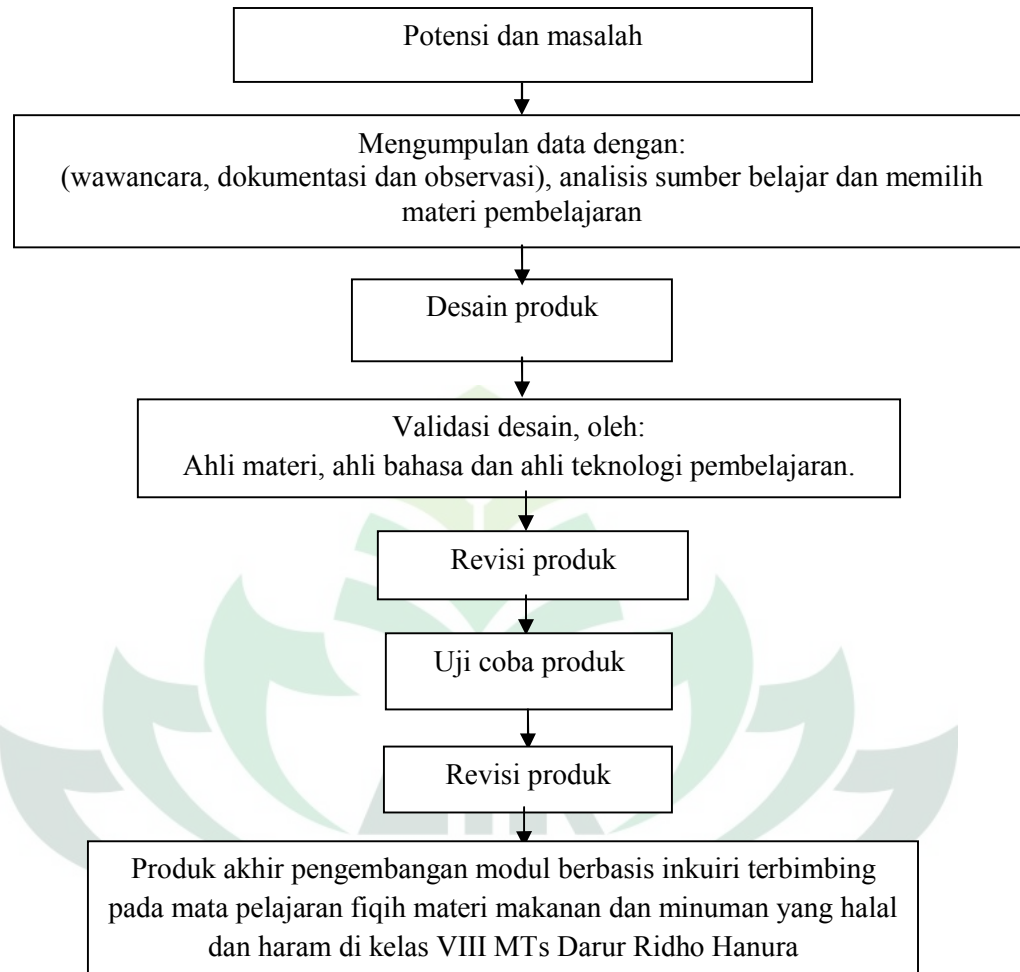 Potensi dan masalah
Mengumpulan data dengan:
(wawancara, dokumentasi dan observasi), analisis sumber belajar dan memilih
materi pembelajaran
Desain produk
Validasi desain, oleh:
Ahli materi, ahli bahasa dan ahli teknologi pembelajaran.
Revisi produk
Uji coba produk
Revisi produk
Produk akhir pengembangan modul berbasis inkuiri terbimbing
pada mata pelajaran fiqih materi makanan dan minuman yang halal
dan haram di kelas VIII MTs Darur Ridho Hanura